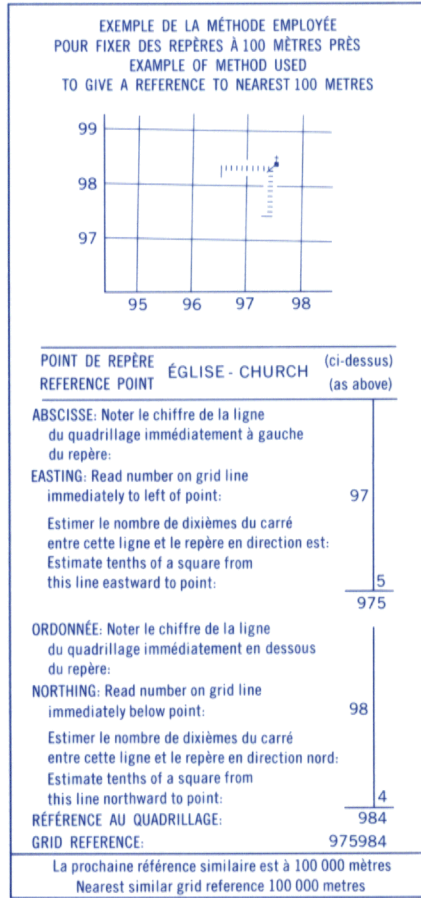 EXEMPLE DE LA MÉTHODE EMPLOYÉE
POUR FIXER DES REPÈRES À 100 MÈTRES PRÈS
EXAMPLE OF METHOD USED
TO GIVE A REFERENCE TO NEAREST 100 METRES
99
98
97
95 96 97 98
POINT DE REPÈRE
REFERENCE POINT
ÉGLISE - CHURCH
(ci-dessus)
(as above)
ABSCISSE: Noter le chiffre de la ligne
du quadrillage immédiatement à gauche
du repère:
EASTING: Read number on grid line
immediately to left of point: 97
Estimer le nombre de dixièmes du carré
entre cette ligne et le repère en direction est:
Estimate tenths of a square from
this line eastward to point: 5
975
ORDONNÉE: Noter le chiffre de la ligne
du quadrillage immédiatement en dessous
du repère:
NORTHING: Read number on grid line
immediately below point: 98
Estimer le nombre de dixièmes du carré
entre cette ligne et le repère en direction nord:
Estimate tenths of a square from
this line northward to point: 4
RÉFÉRENCE AU QUADRILLAGE: 984
GRID REFERENCE: 975984
La prochaine référence similaire est à 100 000 mètres
Nearest similar grid reference 100 000 metres